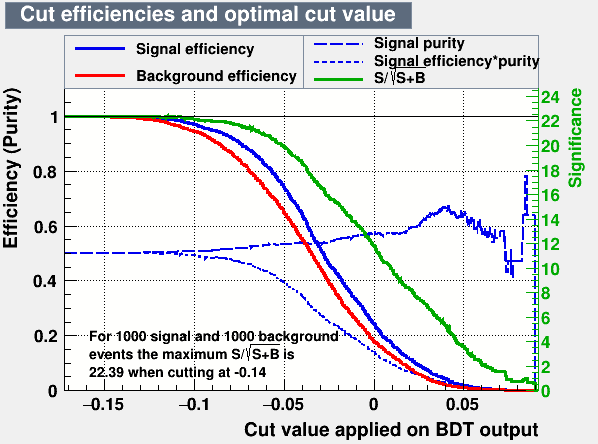 Cut efficiencies and optimal cut value
Signal efficiency
Background efficiency
Signal purity
Signal efficiency*purity
S/√S+B
Efficiency (Purity)
1
0.8
0.6
0.4
0.2
0
24
22
20
18
16
14
12
10
8
6
4
2
0
Significance
For 1000 signal and 1000 background
events the maximum S/√S+B is
22.39 when cutting at -0.14
−0.15 −0.1 −0.05 0 0.05
Cut value applied on BDT output